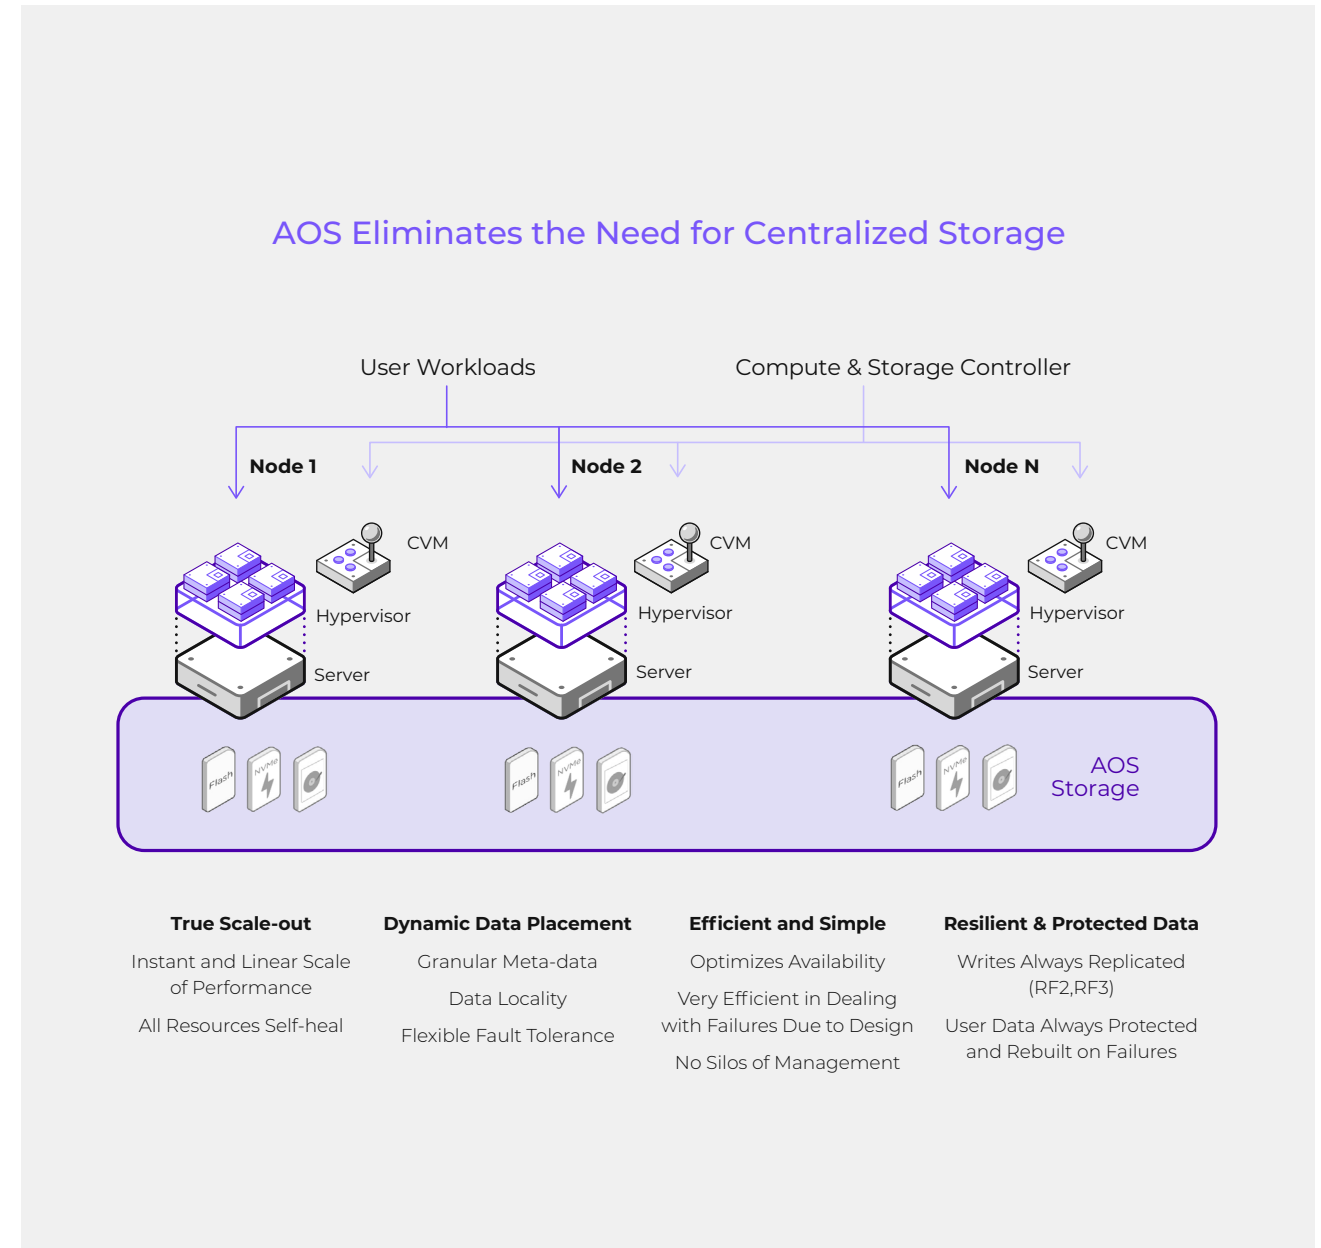 AOS Eliminates the Need for Centralized Storage
User Workloads
Compute & Storage Controller
Node 1
Node 2
Node N
CVM
CVM
CVM
Hypervisor
Hypervisor
Hypervisor
Server
Server
Server
Flash
NVMe
Flash
NVMe
Flash
NVMe
AOS
Storage
True Scale-out
Instant and Linear Scale
of Performance
All Resources Self-heal
Dynamic Data Placement
Granular Meta-data
Data Locality
Flexible Fault Tolerance
Efficient and Simple
Optimizes Availability
Very Efficient in Dealing
with Failures Due to Design
No Silos of Management
Resilient & Protected Data
Writes Always Replicated
(RF2,RF3)
User Data Always Protected
and Rebuilt on Failures